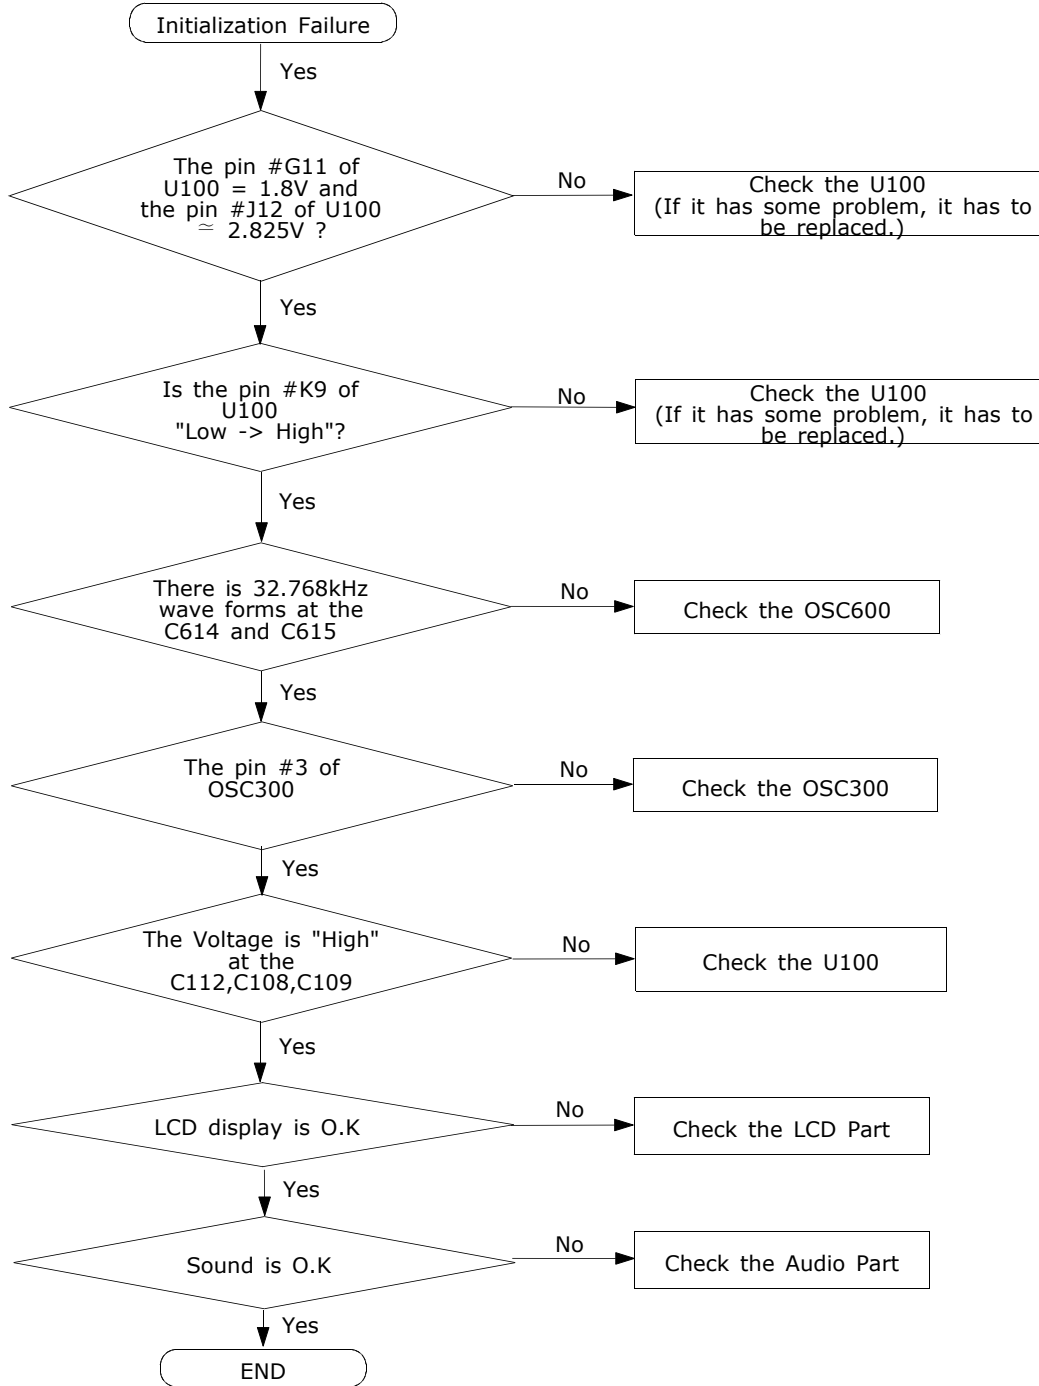 Initialization Failure
Yes
The pin #G11 of
U100 = 1.8V and
the pin #J12 of U100
≃ 2.825V ?
No
Check the U100
(If it has some problem, it has to
be replaced.)
Yes
Is the pin #K9 of
U100
"Low -> High"?
No
Check the U100
(If it has some problem, it has to
be replaced.)
Yes
There is 32.768kHz
wave forms at the
C614 and C615
No
Check the OSC600
Yes
The pin #3 of
OSC300
No
Check the OSC300
Yes
The Voltage is "High"
at the
C112,C108,C109
No
Check the U100
Yes
LCD display is O.K
No
Check the LCD Part
Yes
Sound is O.K
No
Check the Audio Part
Yes
END